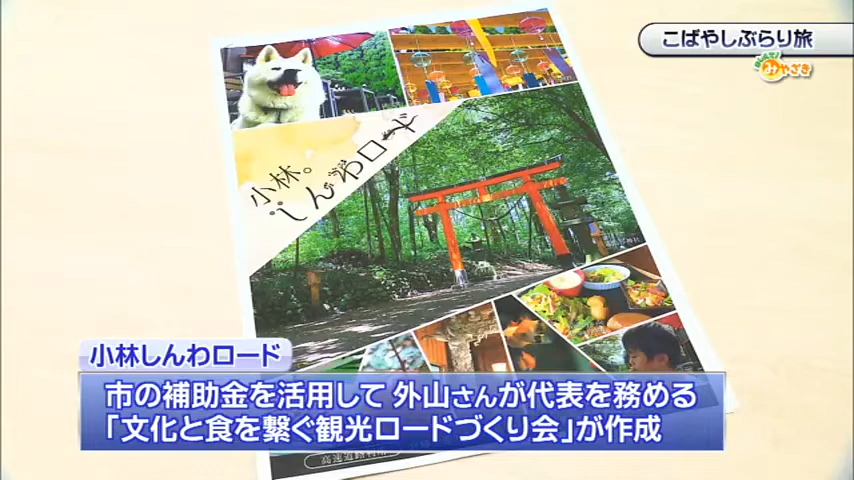 こばやしぶらり旅
みやざき
小林。
しんわロード
小林しんわロード
市の補助金を活用して 外山さんが代表を務める
「文化と食を繋ぐ観光ロードづくり会」が作成